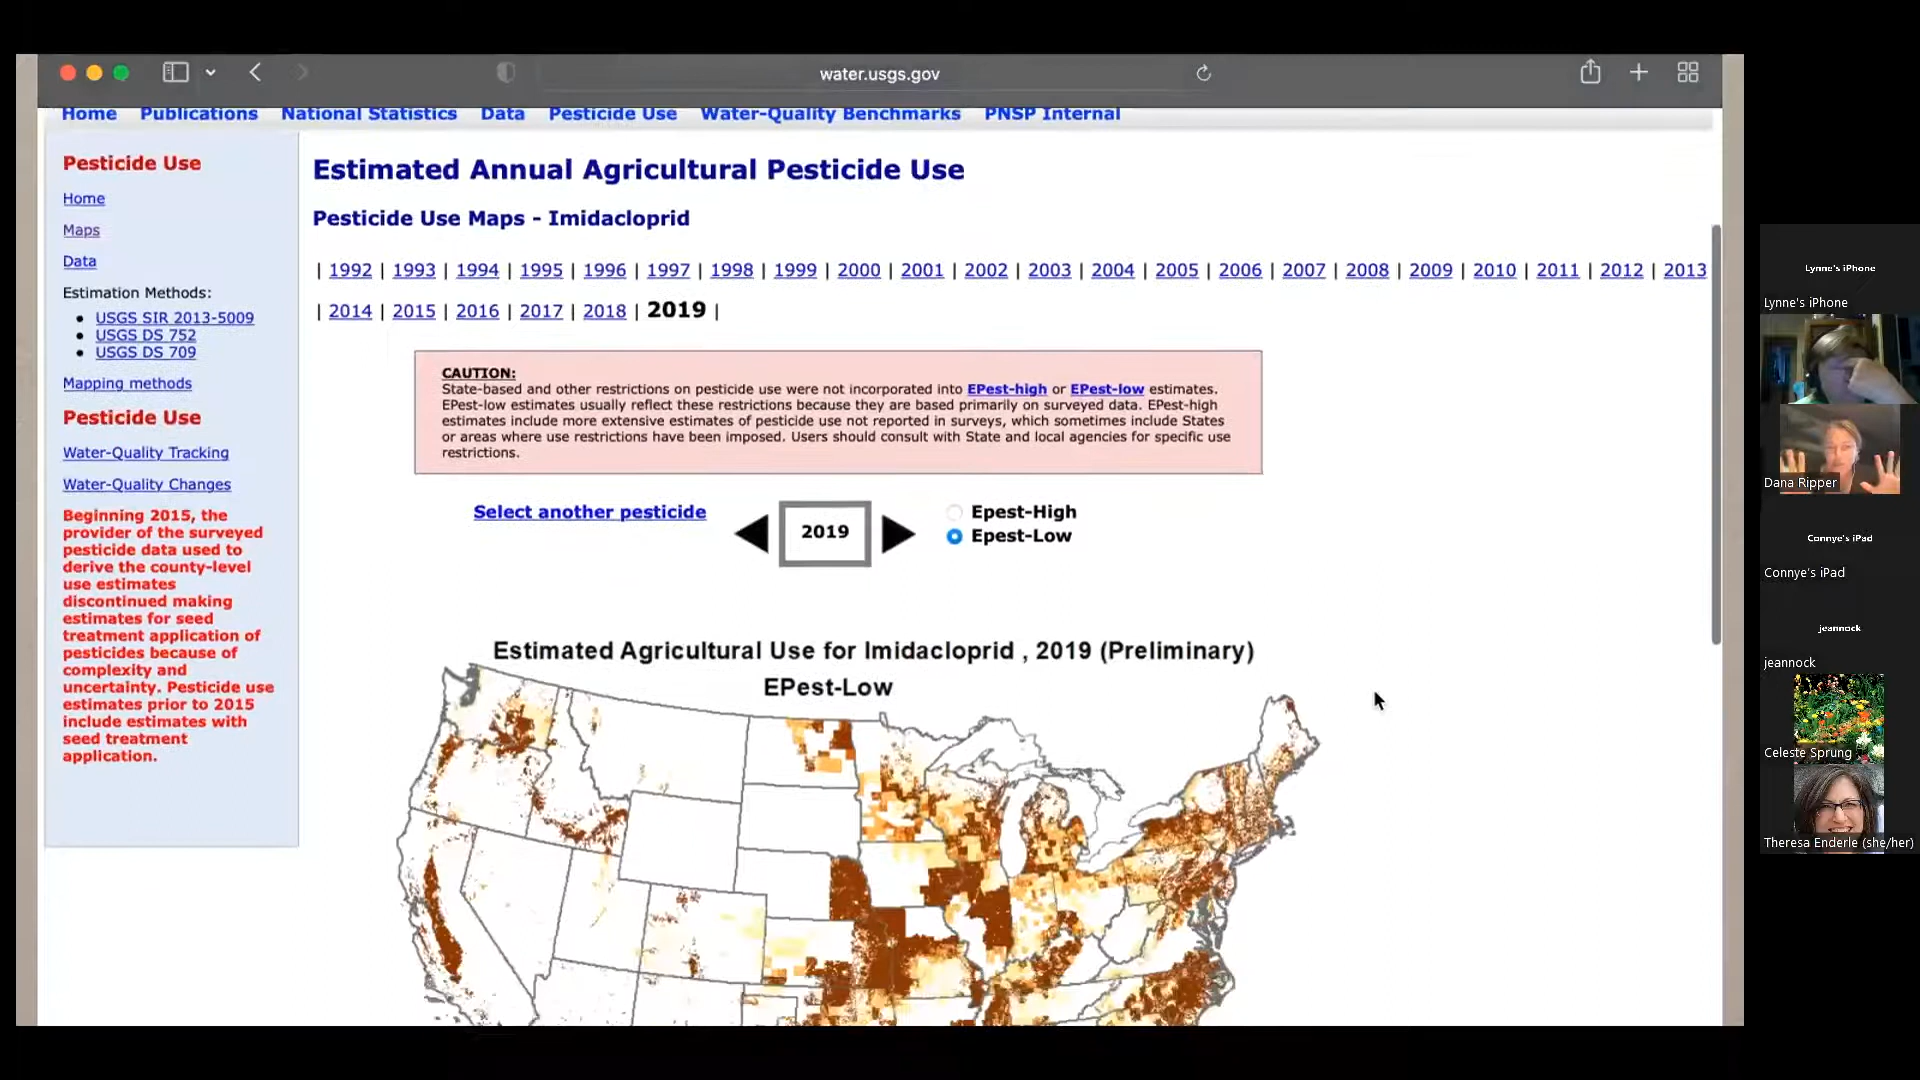 water.usgs.gov
Home Publications National Statistics Data Pesticide Use Water-Quality Benchmarks PNSP Internal
Pesticide Use
Home
Maps
Data
Estimation Methods:
USGS SIR 2013-5009
USGS DS 752
USGS DS 709
Mapping methods
Pesticide Use
Water-Quality Tracking
Water-Quality Changes
Beginning 2015, the
provider of the surveyed
pesticide data used to
derive the county-level
use estimates
discontinued making
estimates for seed
treatment application of
pesticides because of
complexity and
uncertainty. Pesticide use
estimates prior to 2015
include estimates with
seed treatment
application.
Estimated Annual Agricultural Pesticide Use
Pesticide Use Maps - Imidacloprid
| 1992 | 1993 | 1994 | 1995 | 1996 | 1997 | 1998 | 1999 | 2000 | 2001 | 2002 | 2003 | 2004 | 2005 | 2006 | 2007 | 2008 | 2009 | 2010 | 2011 | 2012 | 2013
| 2014 | 2015 | 2016 | 2017 | 2018 | 2019 |
CAUTION:
State-based and other restrictions on pesticide use were not incorporated into EPest-high or EPest-low estimates.
EPest-low estimates usually reflect these restrictions because they are based primarily on surveyed data. EPest-high
estimates include more extensive estimates of pesticide use not reported in surveys, which sometimes include States
or areas where use restrictions have been imposed. Users should consult with State and local agencies for specific use
restrictions.
Select another pesticide
2019
Epest-High
Epest-Low
Estimated Agricultural Use for Imidacloprid , 2019 (Preliminary)
EPest-Low
Lynne's iPhone
Lynne's iPhone
Dana Ripper
Connye's iPad
Connye's iPad
jeannock
jeannock
Celeste Sprung
Theresa Enderle (she/her)